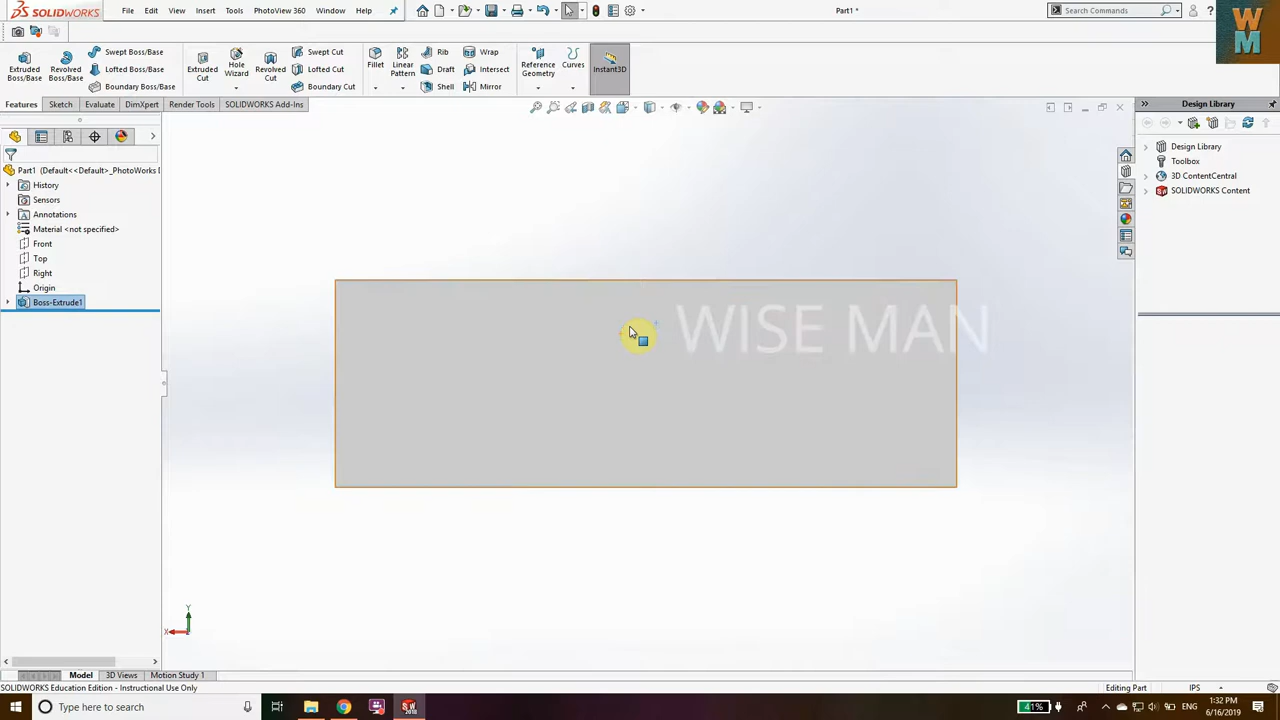 SOLIDWORKS File Edit View Insert Tools PhotoView 360 Window Help Part1 * Search Commands
WM
Extruded Boss/Base
Revolved Boss/Base
Swept Boss/Base
Lofted Boss/Base
Boundary Boss/Base
Extruded Cut
Hole Wizard
Revolved Cut
Swept Cut
Lofted Cut
Boundary Cut
Fillet
Linear Pattern
Rib
Draft
Shell
Wrap
Intersect
Mirror
Reference Geometry
Curves
Instant3D
Features Sketch Evaluate DimXpert Render Tools SOLIDWORKS Add-Ins
Design Library
Part1 (Default<<Default>_PhotoWorks D
History
Sensors
Annotations
Material <not specified>
Front
Top
Right
Origin
Boss-Extrude1
Design Library
Toolbox
3D ContentCentral
SOLIDWORKS Content
WISE MAN
Y
X
Model 3D Views Motion Study 1
SOLIDWORKS Education Edition - Instructional Use Only Editing Part IPS
Type here to search 41% ENG 1:32 PM
6/16/2019